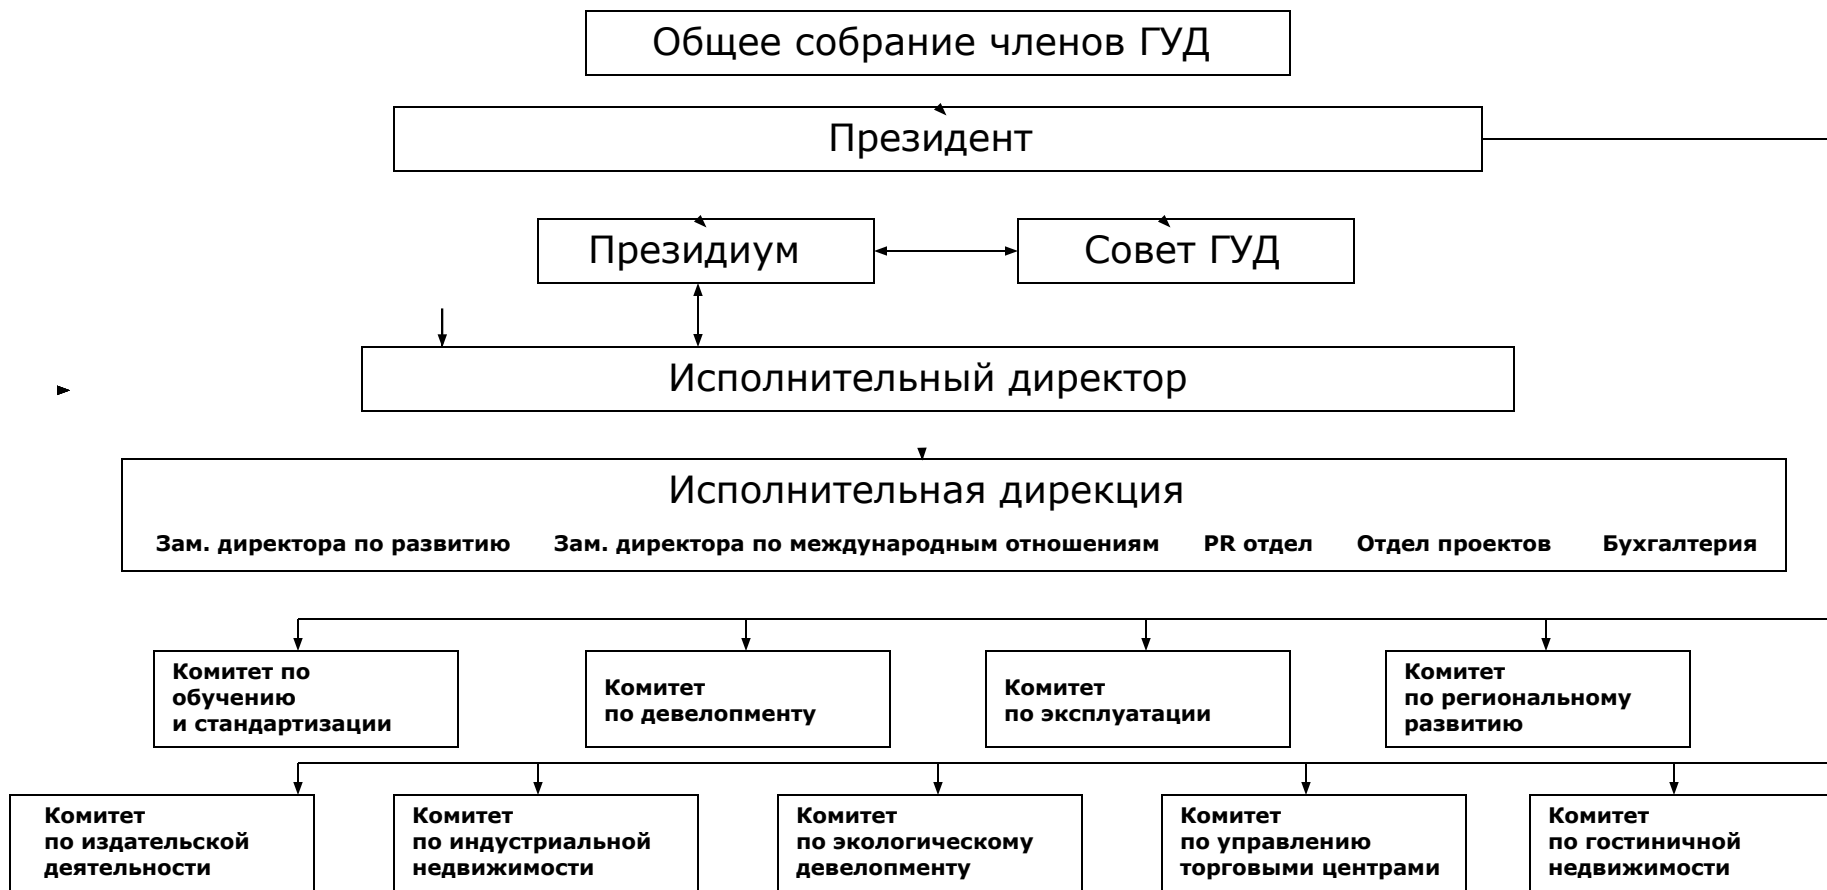 Общее собрание членов ГУД
Президент
Президиум
Совет ГУД
Исполнительный директор
Исполнительная дирекция
Зам. директора по развитию Зам. директора по международным отношениям PR отдел Отдел проектов Бухгалтерия
Комитет по
обучению
и стандартизации
Комитет
по девелопменту
Комитет
по эксплуатации
Комитет
по региональному
развитию
Комитет
по издательской
деятельности
Комитет
по индустриальной
недвижимости
Комитет
по экологическому
девелопменту
Комитет
по управлению
торговыми центрами
Комитет
по гостиничной
недвижимости